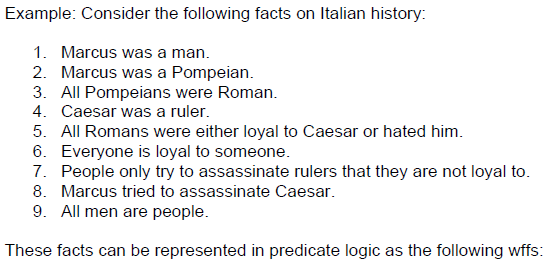 Example: Consider the following facts on Italian history:
1. Marcus was a man.
2. Marcus was a Pompeian.
3. All Pompeians were Roman.
4. Caesar was a ruler.
5. All Romans were either loyal to Caesar or hated him.
6. Everyone is loyal to someone.
7. People only try to assassinate rulers that they are not loyal to.
8. Marcus tried to assassinate Caesar.
9. All men are people.
These facts can be represented in predicate logic as the following wffs: